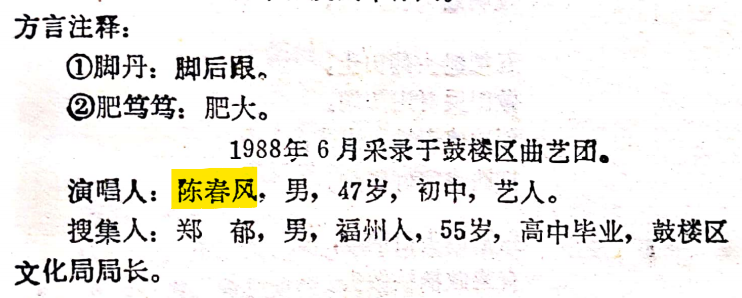 方言注释：
①脚丹：脚后跟。
②肥笃笃：肥大。
1988年6月采录于鼓楼区曲艺团。
演唱人：陈春风，男，47岁，初中，艺人。
搜集人：郑　郁，男，福州人，55岁，高中毕业，鼓楼区
文化局局长。